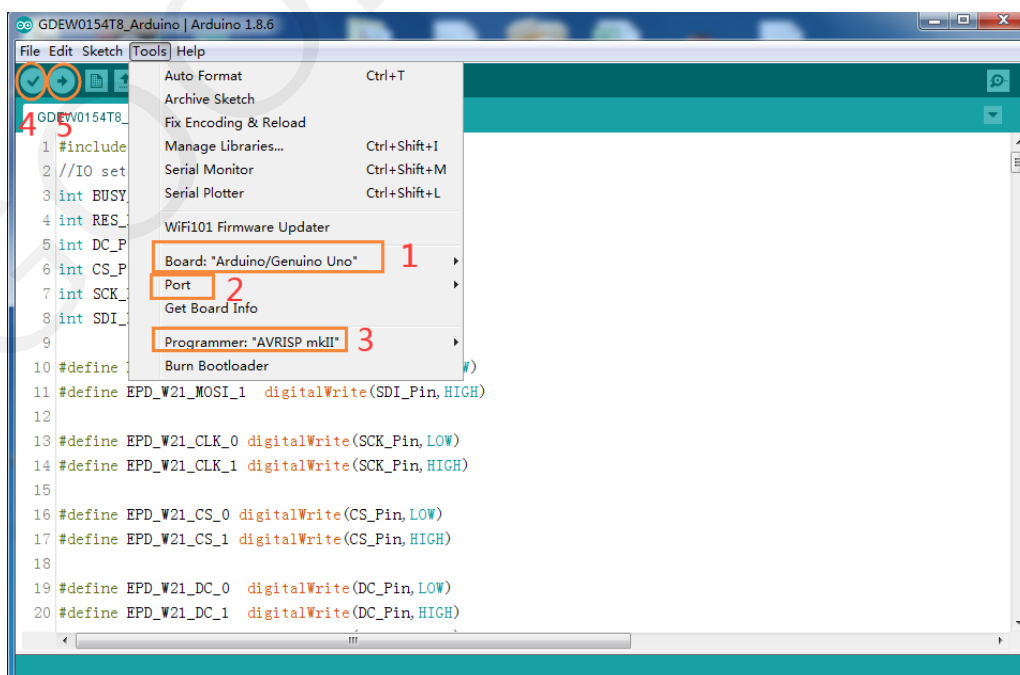 GDEW0154T8_Arduino | Arduino 1.8.6
File Edit Sketch Tools Help
4 5
GDEW0154T8_
Auto Format Ctrl+T
Archive Sketch
Fix Encoding & Reload
Manage Libraries... Ctrl+Shift+I
Serial Monitor Ctrl+Shift+M
Serial Plotter Ctrl+Shift+L
WiFi101 Firmware Updater
Board: "Arduino/Genuino Uno" 1
Port 2
Get Board Info
Programmer: "AVRISP mkII" 3
Burn Bootloader
1 #include
2 //IO set
3 int BUSY_
4 int RES_
5 int DC_P
6 int CS_P
7 int SCK_
8 int SDI_
9
10 #define W)
11 #define EPD_W21_MOSI_1 digitalWrite(SDI_Pin,HIGH)
12
13 #define EPD_W21_CLK_0 digitalWrite(SCK_Pin,LOW)
14 #define EPD_W21_CLK_1 digitalWrite(SCK_Pin,HIGH)
15
16 #define EPD_W21_CS_0 digitalWrite(CS_Pin,LOW)
17 #define EPD_W21_CS_1 digitalWrite(CS_Pin,HIGH)
18
19 #define EPD_W21_DC_0 digitalWrite(DC_Pin,LOW)
20 #define EPD_W21_DC_1 digitalWrite(DC_Pin,HIGH)